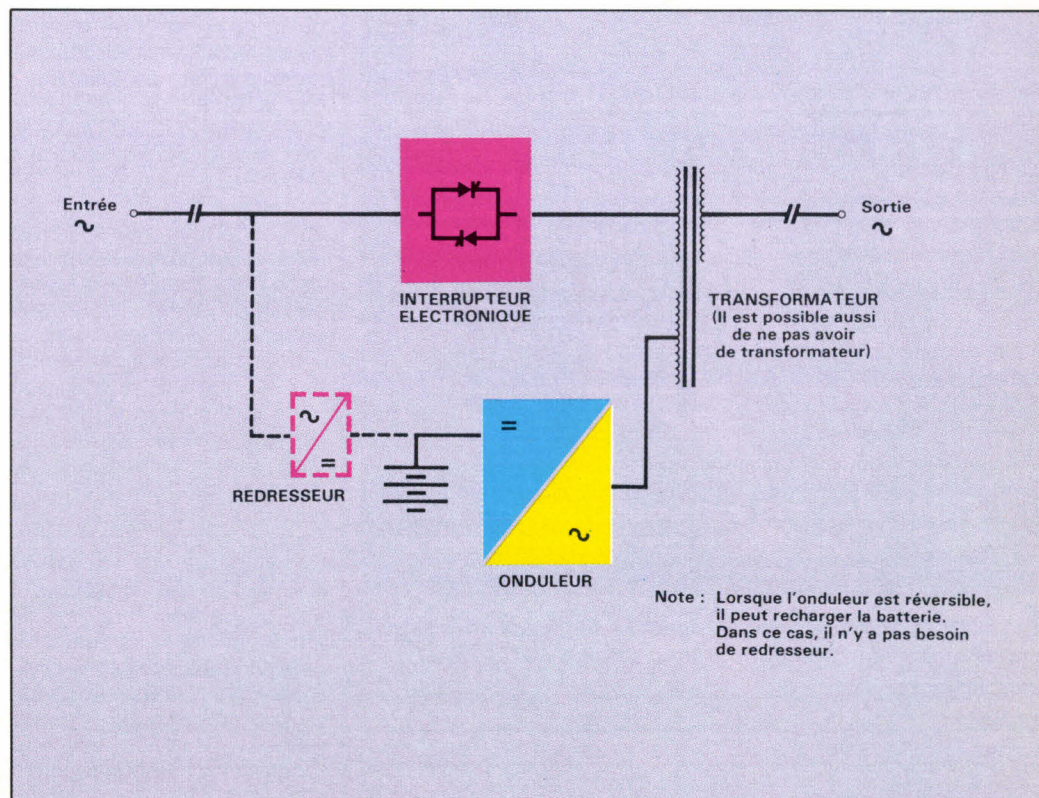 Entrée
~
INTERRUPTEUR
ELECTRONIQUE
Sortie
~
TRANSFORMATEUR
(Il est possible aussi
de ne pas avoir
de transformateur)
~
=
REDRESSEUR
=
~
ONDULEUR
Note : Lorsque l'onduleur est réversible,
il peut recharger la batterie.
Dans ce cas, il n'y a pas besoin
de redresseur.